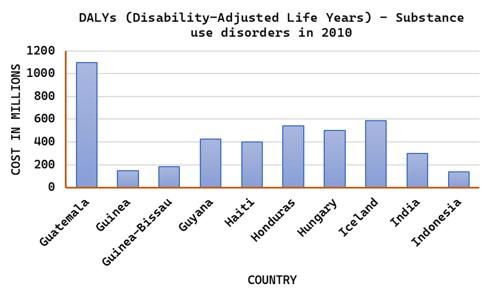 DALYs (Disability-Adjusted Life Years) - Substance
use disorders in 2010
COST IN MILLIONS
1200
1000
800
600
400
200
0
Guatemala
Guinea
Guinea-Bissau
Guyana
Haiti
Honduras
Hungary
Iceland
India
Indonesia
COUNTRY